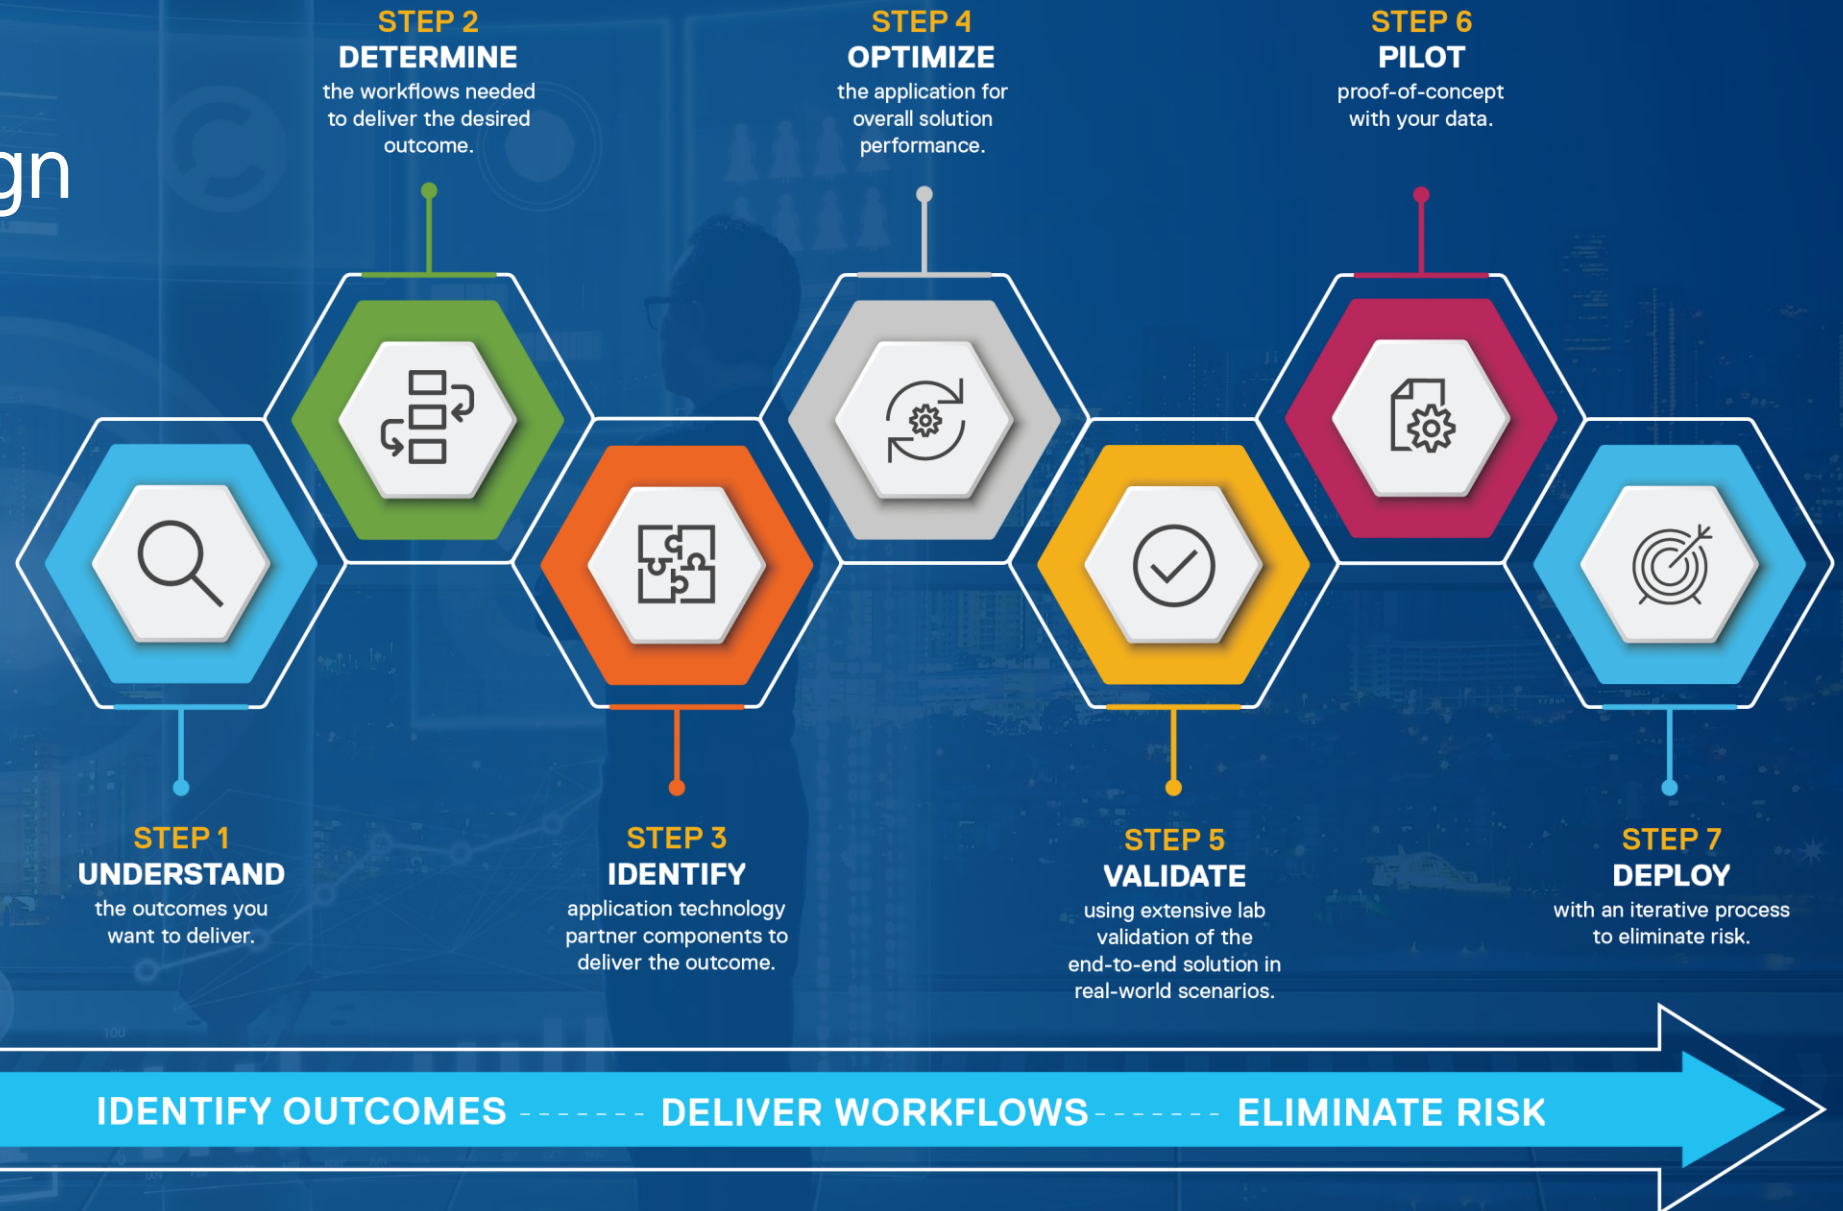 gn
STEP 2
DETERMINE
the workflows needed
to deliver the desired
outcome.
STEP 4
OPTIMIZE
the application for
overall solution
performance.
STEP 6
PILOT
proof-of-concept
with your data.
STEP 1
UNDERSTAND
the outcomes you
want to deliver.
STEP 3
IDENTIFY
application technology
partner components to
deliver the outcome.
STEP 5
VALIDATE
using extensive lab
validation of the
end-to-end solution in
real-world scenarios.
STEP 7
DEPLOY
with an iterative process
to eliminate risk.
100
IDENTIFY OUTCOMES ------- DELIVER WORKFLOWS ------- ELIMINATE RISK